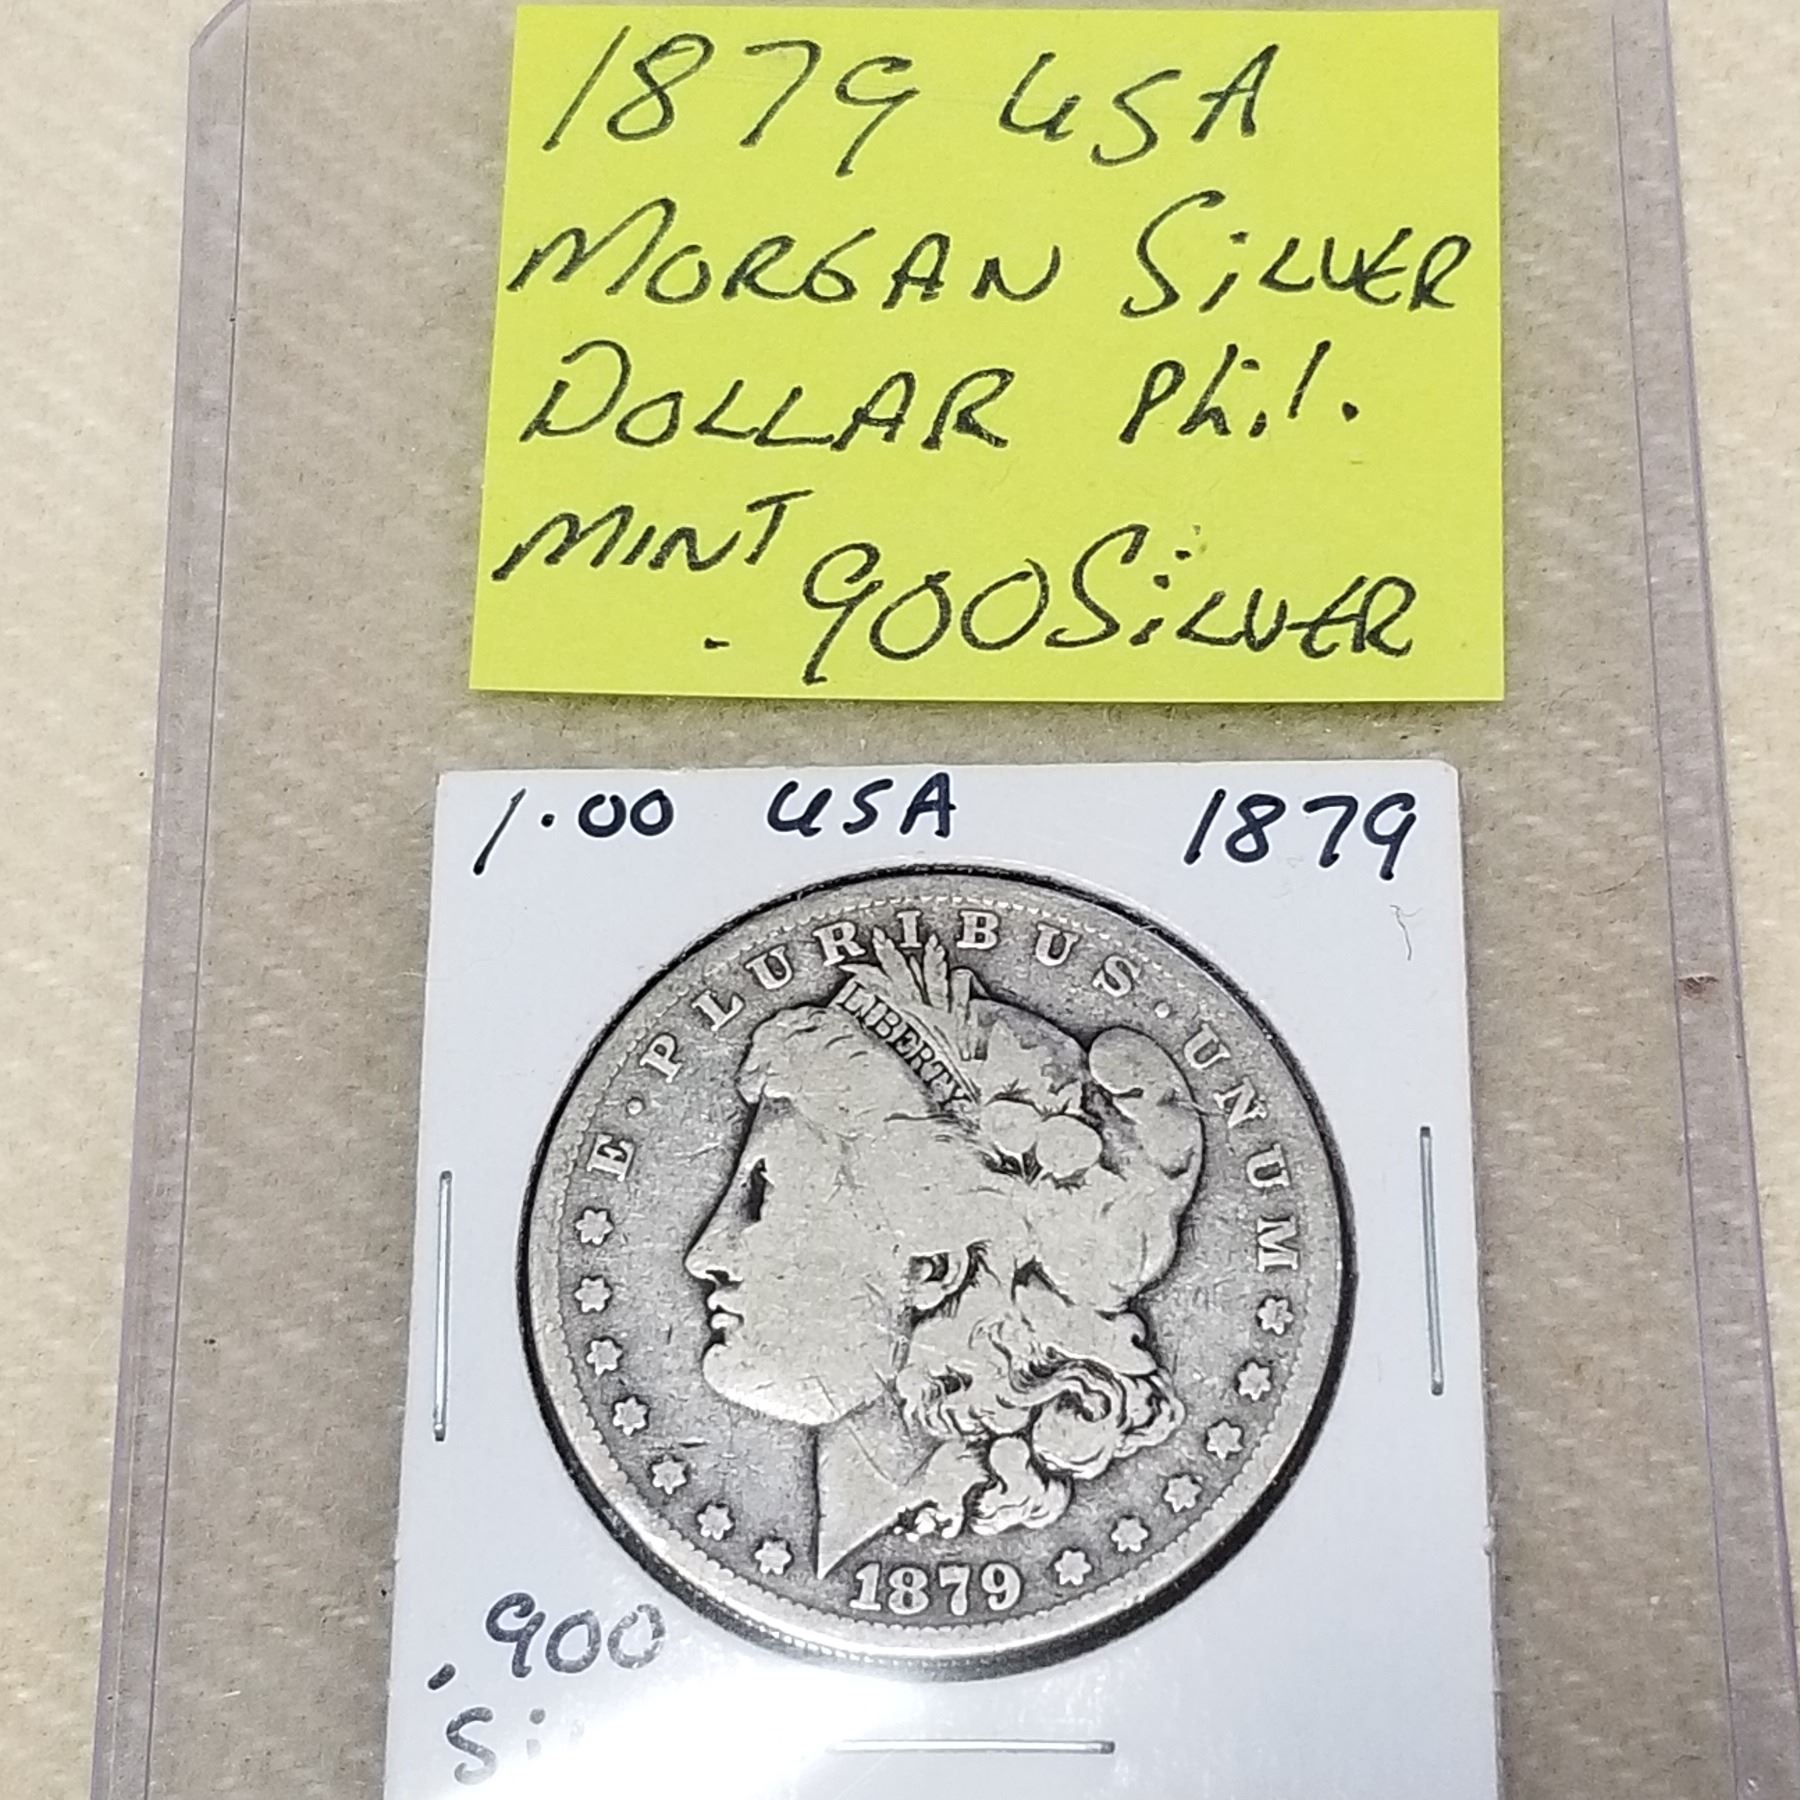 1879 USA
MORGAN SiLVER
DOLLAR Phil.
MINT
.900 SiLVER
1.00 USA 1879
E·PLURIBUS·UNUM
LIBERTY
1879
.900